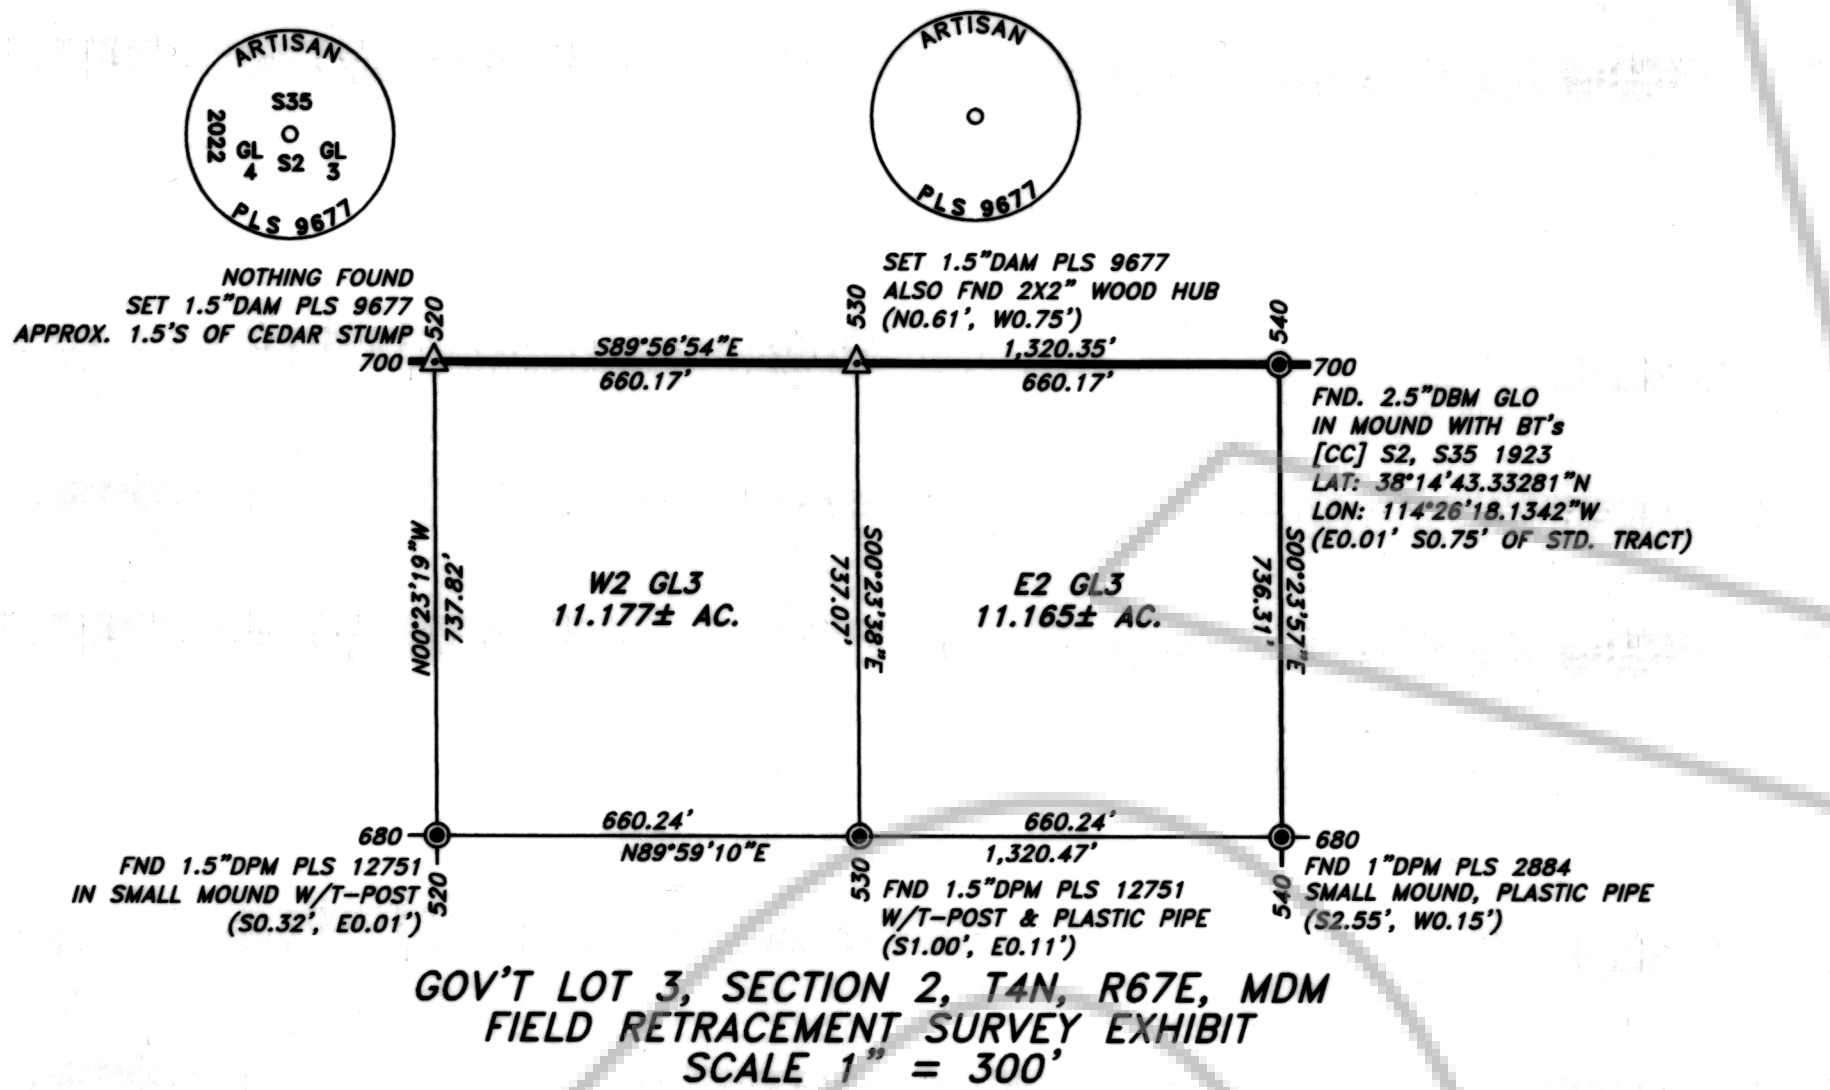 ARTISAN
S35
2022
GL
4
S2
GL
3
PLS 9677
ARTISAN
PLS 9677
NOTHING FOUND
SET 1.5"DAM PLS 9677
APPROX. 1.5'S OF CEDAR STUMP
520
SET 1.5"DAM PLS 9677
ALSO FND 2X2" WOOD HUB
(N0.61', W0.75')
530
540
700
S89°56'54"E
660.17'
1,320.35'
660.17'
700
FND. 2.5"DBM GLO
IN MOUND WITH BT's
[CC] S2, S35 1923
LAT: 38°14'43.33281"N
LON: 114°26'18.1342"W
(E0.01' S0.75' OF STD. TRACT)
N00°23'19"W
737.82'
W2 GL3
11.177± AC.
S00°23'38"E
737.07'
E2 GL3
11.165± AC.
S00°23'57"E
736.31'
680
660.24'
N89°59'10"E
660.24'
1,320.47'
680
FND 1.5"DPM PLS 12751
IN SMALL MOUND W/T-POST
(S0.32', E0.01')
520
530
FND 1.5"DPM PLS 12751
W/T-POST & PLASTIC PIPE
(S1.00', E0.11')
540
FND 1"DPM PLS 2884
SMALL MOUND, PLASTIC PIPE
(S2.55', W0.15')
GOV'T LOT 3, SECTION 2, T4N, R67E, MDM
FIELD RETRACEMENT SURVEY EXHIBIT
SCALE 1" = 300'